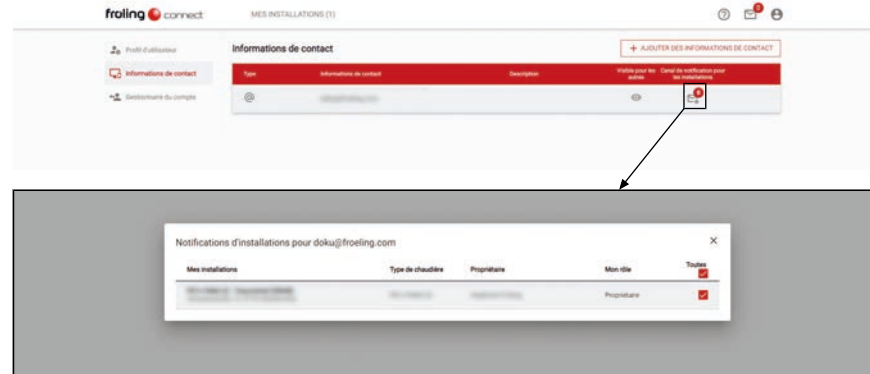 froling connect
MES INSTALLATIONS (1)
Profil d'utilisateur
Informations de contact
Gestionnaire du compte
Informations de contact
+ AJOUTER DES INFORMATIONS DE CONTACT
Type
Informations de contact
Description
Visible pour les autres
Canal de notification pour les installations
@
Notifications d'installations pour doku@froeling.com
Mes installations
Type de chaudière
Propriétaire
Mon rôle
Toutes
Propriétaire